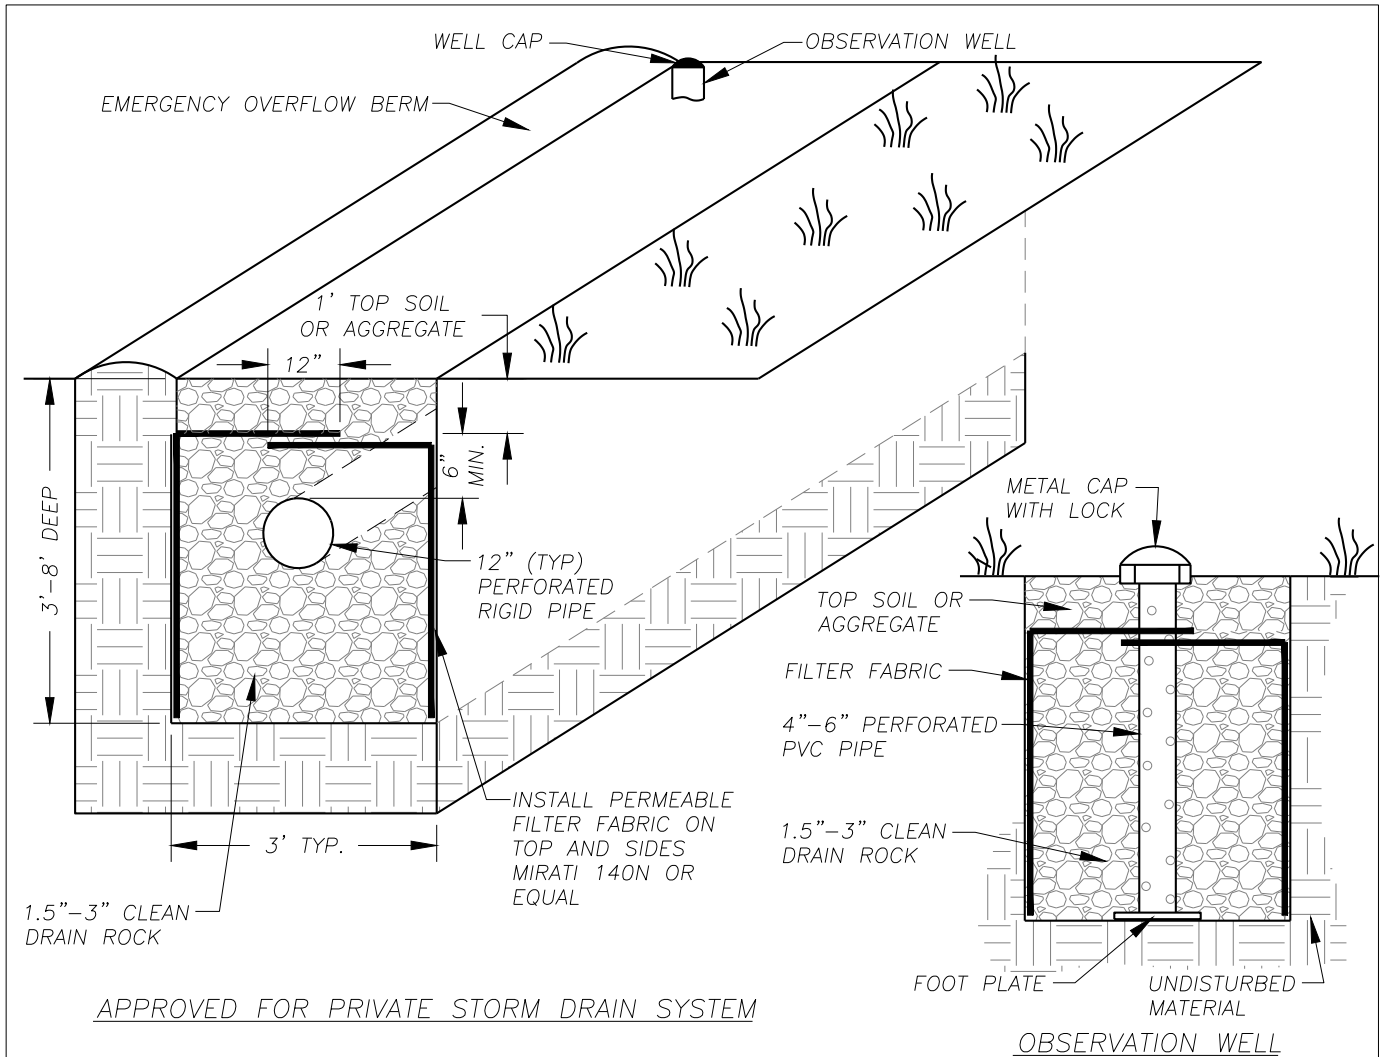 WELL CAP
OBSERVATION WELL
EMERGENCY OVERFLOW BERM
1' TOP SOIL
OR AGGREGATE
12"
6"
MIN.
3'-8' DEEP
12" (TYP)
PERFORATED
RIGID PIPE
INSTALL PERMEABLE
FILTER FABRIC ON
TOP AND SIDES
MIRATI 140N OR
EQUAL
3' TYP.
1.5"-3" CLEAN
DRAIN ROCK
APPROVED FOR PRIVATE STORM DRAIN SYSTEM
METAL CAP
WITH LOCK
TOP SOIL OR
AGGREGATE
FILTER FABRIC
4"-6" PERFORATED
PVC PIPE
1.5"-3" CLEAN
DRAIN ROCK
FOOT PLATE
UNDISTURBED
MATERIAL
OBSERVATION WELL